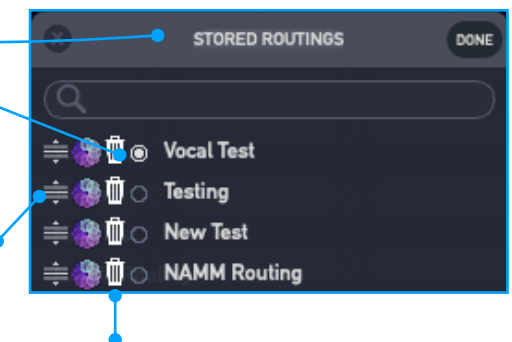 STORED ROUTINGS
DONE
Vocal Test
Testing
New Test
NAMM Routing